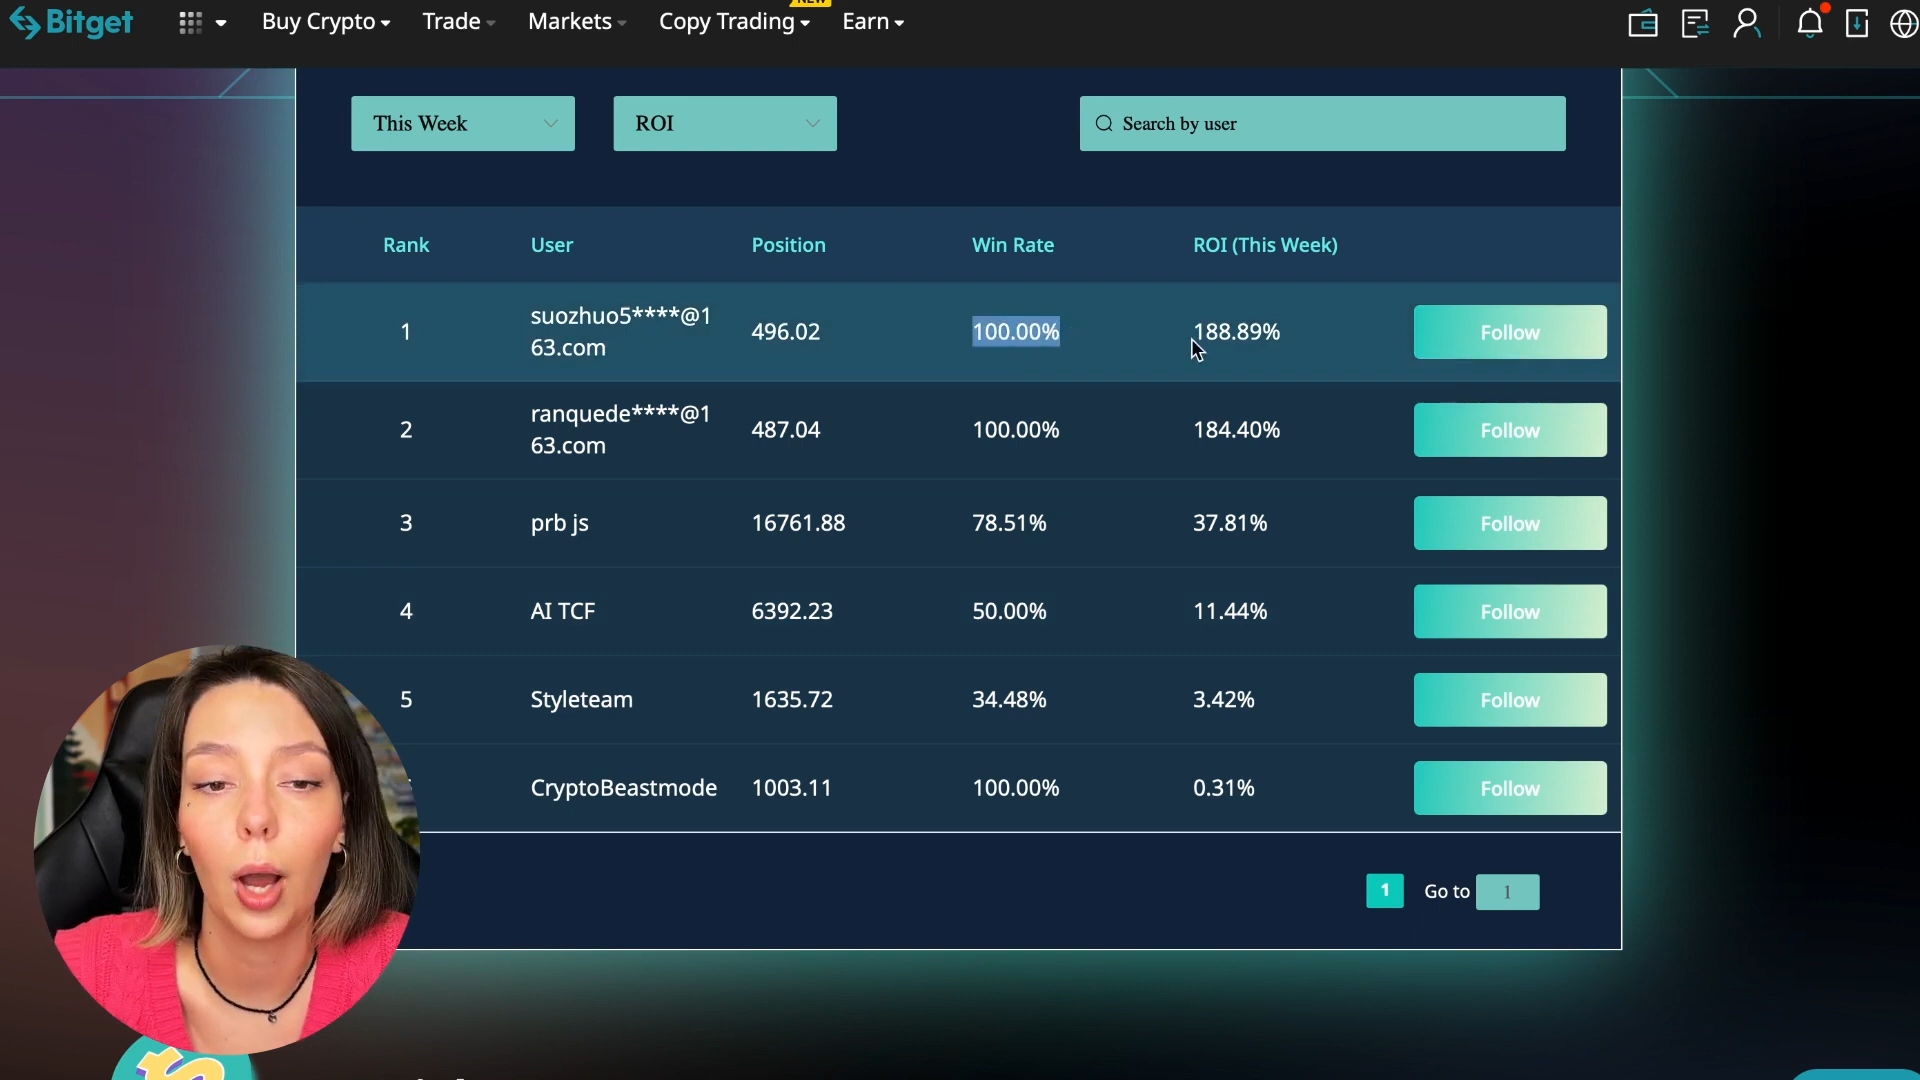 Bitget
Buy Crypto
Trade
Markets
Copy Trading
NEW
Earn
This Week
ROI
Search by user
Rank
User
Position
Win Rate
ROI (This Week)
1
suozhuo5****@1
63.com
496.02
100.00%
188.89%
Follow
2
ranquede****@1
63.com
487.04
100.00%
184.40%
Follow
3
prb js
16761.88
78.51%
37.81%
Follow
4
AI TCF
6392.23
50.00%
11.44%
Follow
5
Styleteam
1635.72
34.48%
3.42%
Follow
CryptoBeastmode
1003.11
100.00%
0.31%
Follow
1
Go to
1